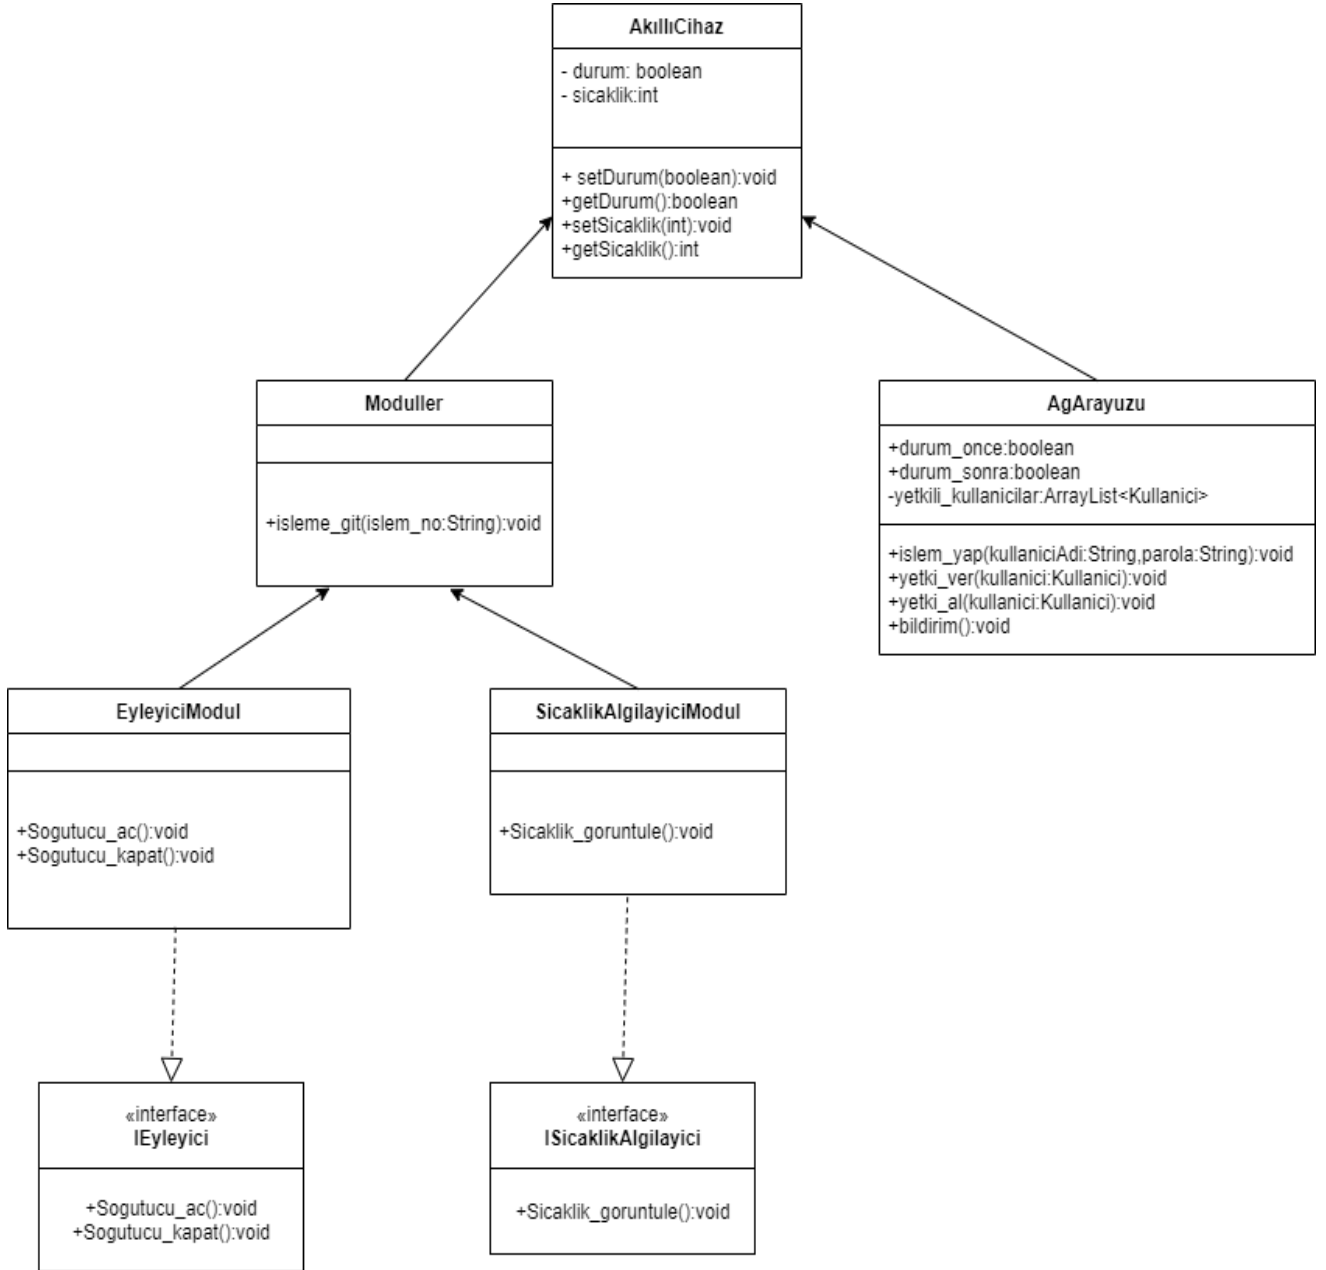 AkıllıCihaz
- durum: boolean
- sicaklik:int
+ setDurum(boolean):void
+getDurum():boolean
+setSicaklik(int):void
+getSicaklik():int
Moduller
+isleme_git(islem_no:String):void
AgArayuzu
+durum_once:boolean
+durum_sonra:boolean
-yetkili_kullanicilar:ArrayList<Kullanici>
+islem_yap(kullaniciAdi:String,parola:String):void
+yetki_ver(kullanici:Kullanici):void
+yetki_al(kullanici:Kullanici):void
+bildirim():void
EyleyiciModul
+Sogutucu_ac():void
+Sogutucu_kapat():void
SicaklikAlgilayiciModul
+Sicaklik_goruntule():void
«interface»
IEyleyici
+Sogutucu_ac():void
+Sogutucu_kapat():void
«interface»
ISicaklikAlgilayici
+Sicaklik_goruntule():void